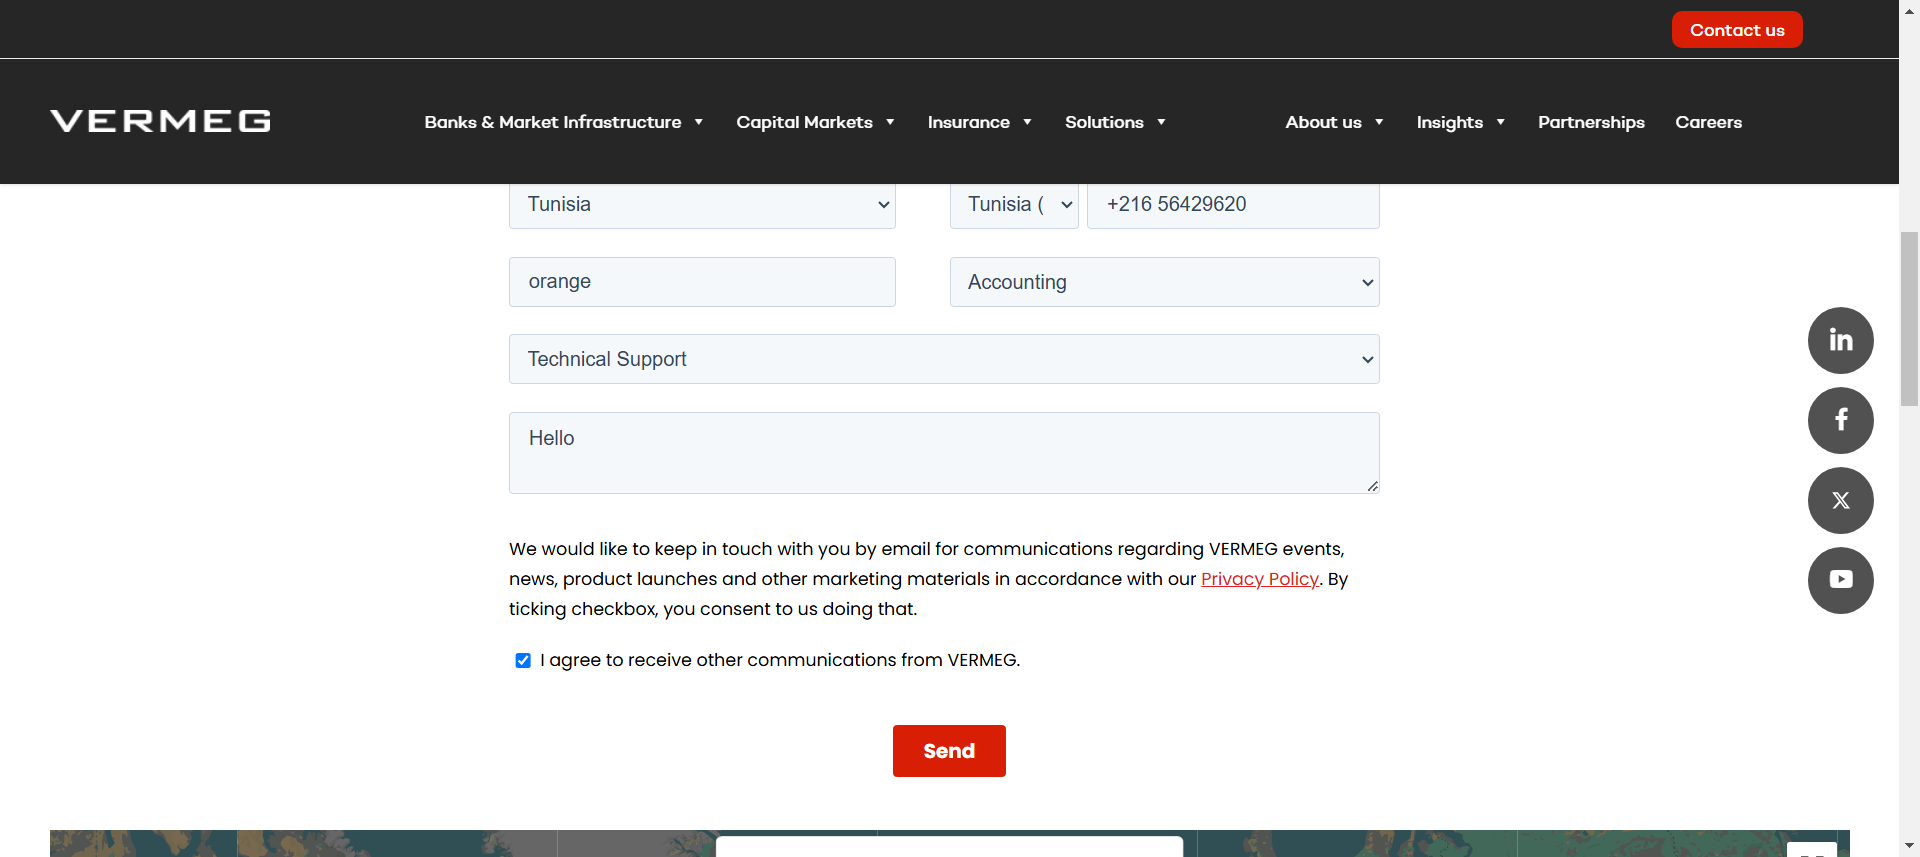 Contact us
VERMEG
Banks & Market Infrastructure
Capital Markets
Insurance
Solutions
About us
Insights
Partnerships
Careers
Tunisia
Tunisia (
+216 56429620
orange
Accounting
Technical Support
Hello
We would like to keep in touch with you by email for communications regarding VERMEG events,
news, product launches and other marketing materials in accordance with our Privacy Policy. By
ticking checkbox, you consent to us doing that.
I agree to receive other communications from VERMEG.
Send